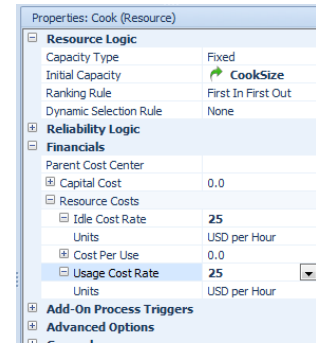 Properties: Cook (Resource)
Resource Logic
Capacity Type Fixed
Initial Capacity CookSize
Ranking Rule First In First Out
Dynamic Selection Rule None
Reliability Logic
Financials
Parent Cost Center
Capital Cost 0.0
Resource Costs
Idle Cost Rate 25
Units USD per Hour
Cost Per Use 0.0
Usage Cost Rate 25
Units USD per Hour
Add-On Process Triggers
Advanced Options